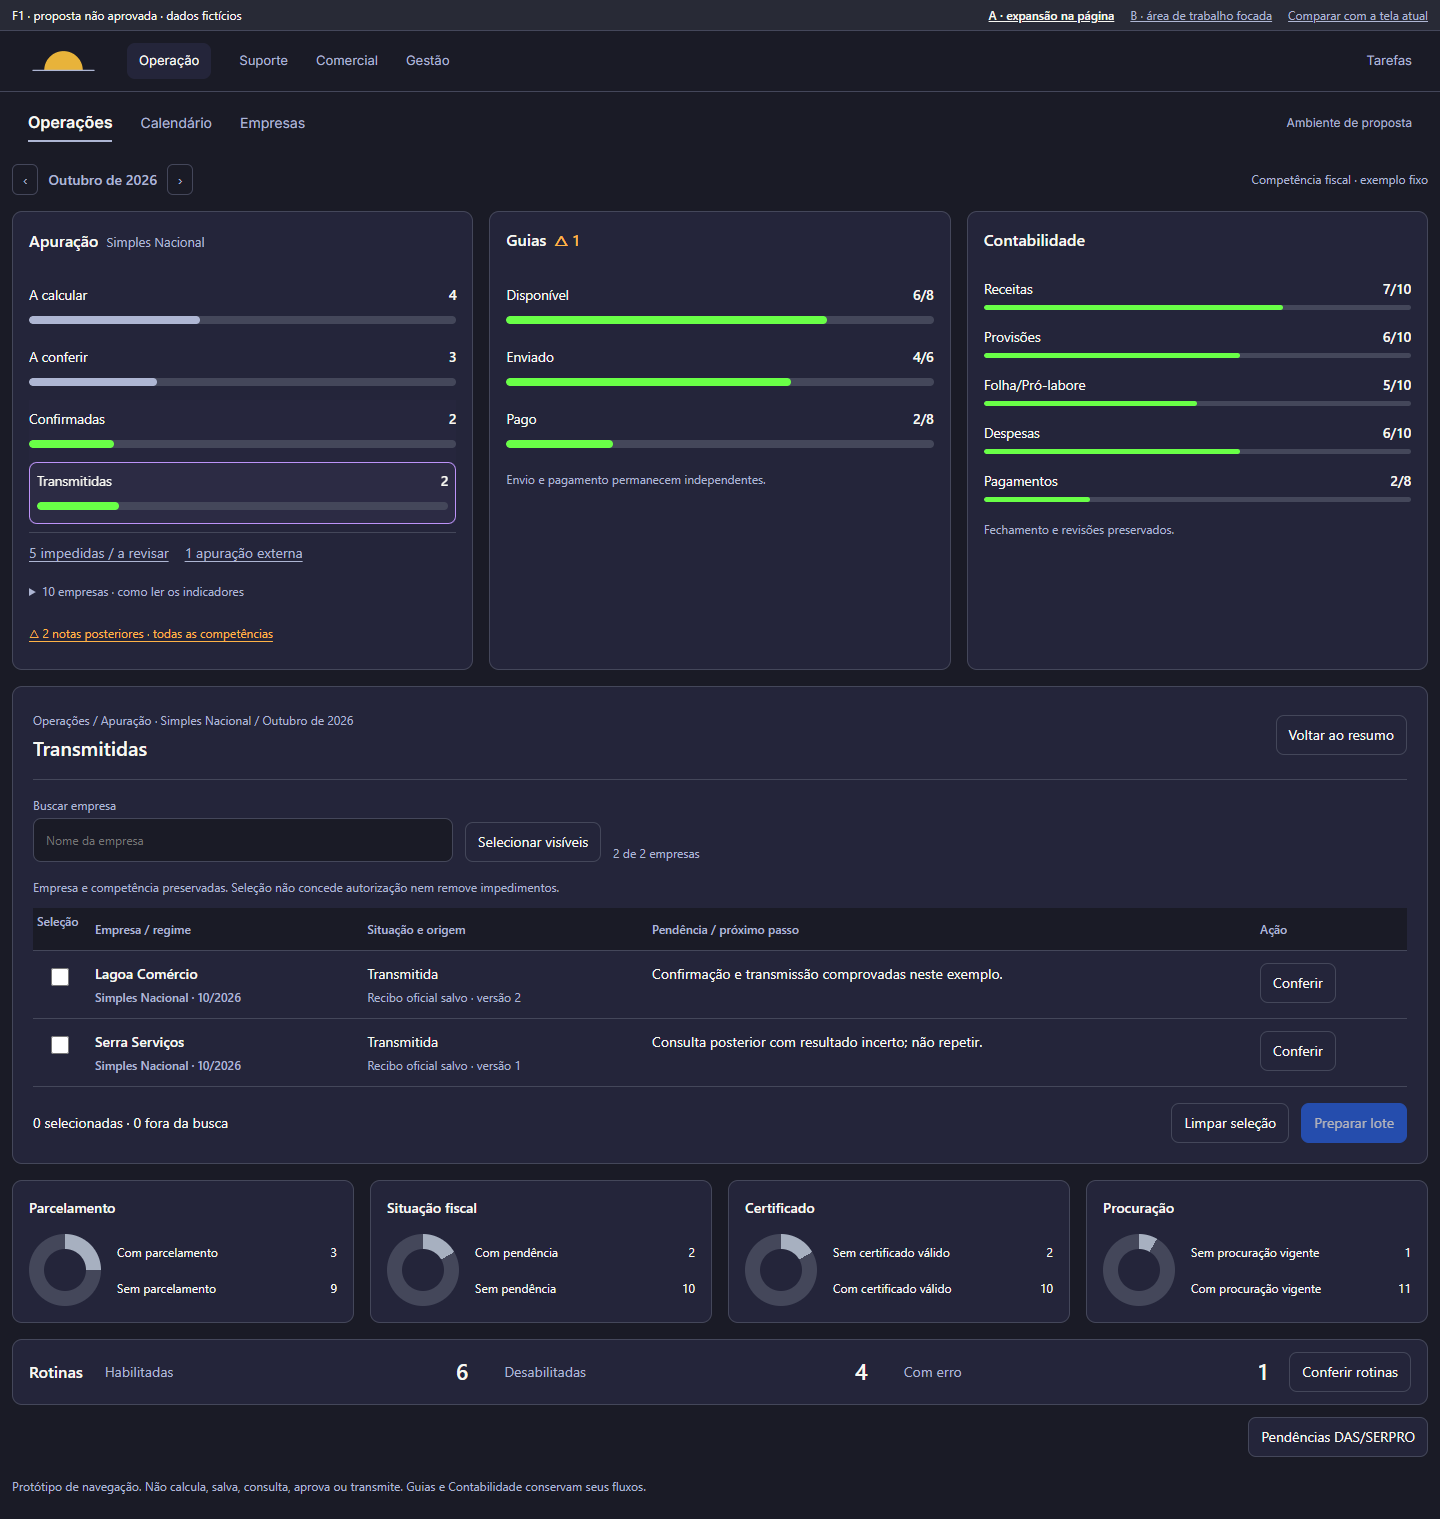 F1 · proposta não aprovada · dados fictícios
A · expansão na página   B · área de trabalho focada   Comparar com a tela atual
Operação   Suporte   Comercial   Gestão   Tarefas
Operações   Calendário   Empresas   Ambiente de proposta
‹ Outubro de 2026 ›   Competência fiscal · exemplo fixo
Apuração Simples Nacional
A calcular 4
A conferir 3
Confirmadas 2
Transmitidas 2
5 impedidas / a revisar   1 apuração externa
▶ 10 empresas · como ler os indicadores
△ 2 notas posteriores · todas as competências
Guias △ 1
Disponível 6/8
Enviado 4/6
Pago 2/8
Envio e pagamento permanecem independentes.
Contabilidade
Receitas 7/10
Provisões 6/10
Folha/Pró-labore 5/10
Despesas 6/10
Pagamentos 2/8
Fechamento e revisões preservados.
Operações / Apuração · Simples Nacional / Outubro de 2026
Transmitidas
Voltar ao resumo
Buscar empresa
Nome da empresa   Selecionar visíveis   2 de 2 empresas
Empresa e competência preservadas. Seleção não concede autorização nem remove impedimentos.
Seleção   Empresa / regime   Situação e origem   Pendência / próximo passo   Ação
Lagoa Comércio   Transmitida   Confirmação e transmissão comprovadas neste exemplo.   Conferir
Simples Nacional · 10/2026   Recibo oficial salvo · versão 2
Serra Serviços   Transmitida   Consulta posterior com resultado incerto; não repetir.   Conferir
Simples Nacional · 10/2026   Recibo oficial salvo · versão 1
0 selecionadas · 0 fora da busca   Limpar seleção   Preparar lote
Parcelamento
Com parcelamento 3
Sem parcelamento 9
Situação fiscal
Com pendência 2
Sem pendência 10
Certificado
Sem certificado válido 2
Com certificado válido 10
Procuração
Sem procuração vigente 1
Com procuração vigente 11
Rotinas   Habilitadas 6   Desabilitadas 4   Com erro 1   Conferir rotinas
Pendências DAS/SERPRO
Protótipo de navegação. Não calcula, salva, consulta, aprova ou transmite. Guias e Contabilidade conservam seus fluxos.